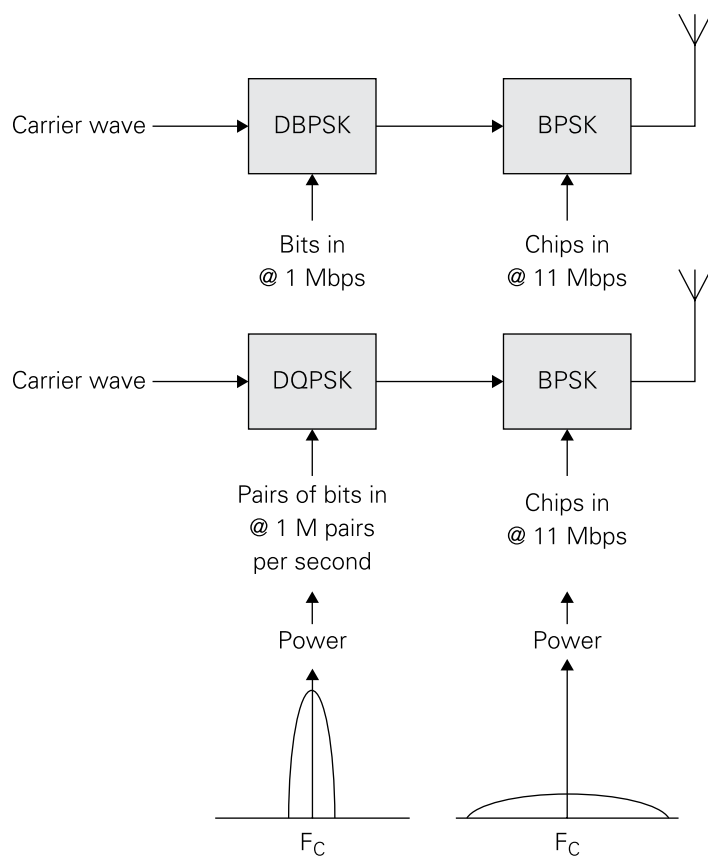 Carrier wave
DBPSK
BPSK
Bits in
@ 1 Mbps
Chips in
@ 11 Mbps
Carrier wave
DQPSK
BPSK
Pairs of bits in
@ 1 M pairs
per second
Chips in
@ 11 Mbps
Power
Power
F_C
F_C